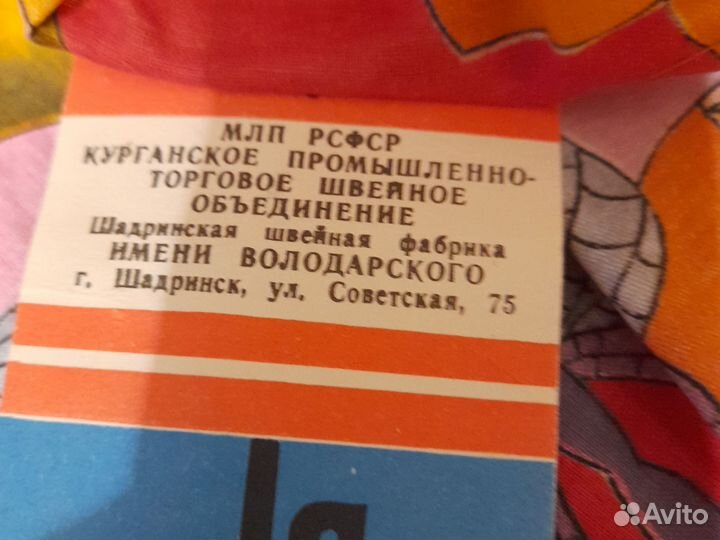 МЛП РСФСР
КУРГАНСКОЕ ПРОМЫШЛЕННО-
ТОРГОВОЕ ШВЕЙНОЕ
ОБЪЕДИНЕНИЕ
Шадринская швейная фабрика
ИМЕНИ ВОЛОДАРСКОГО
г. Шадринск, ул. Советская, 75
Avito